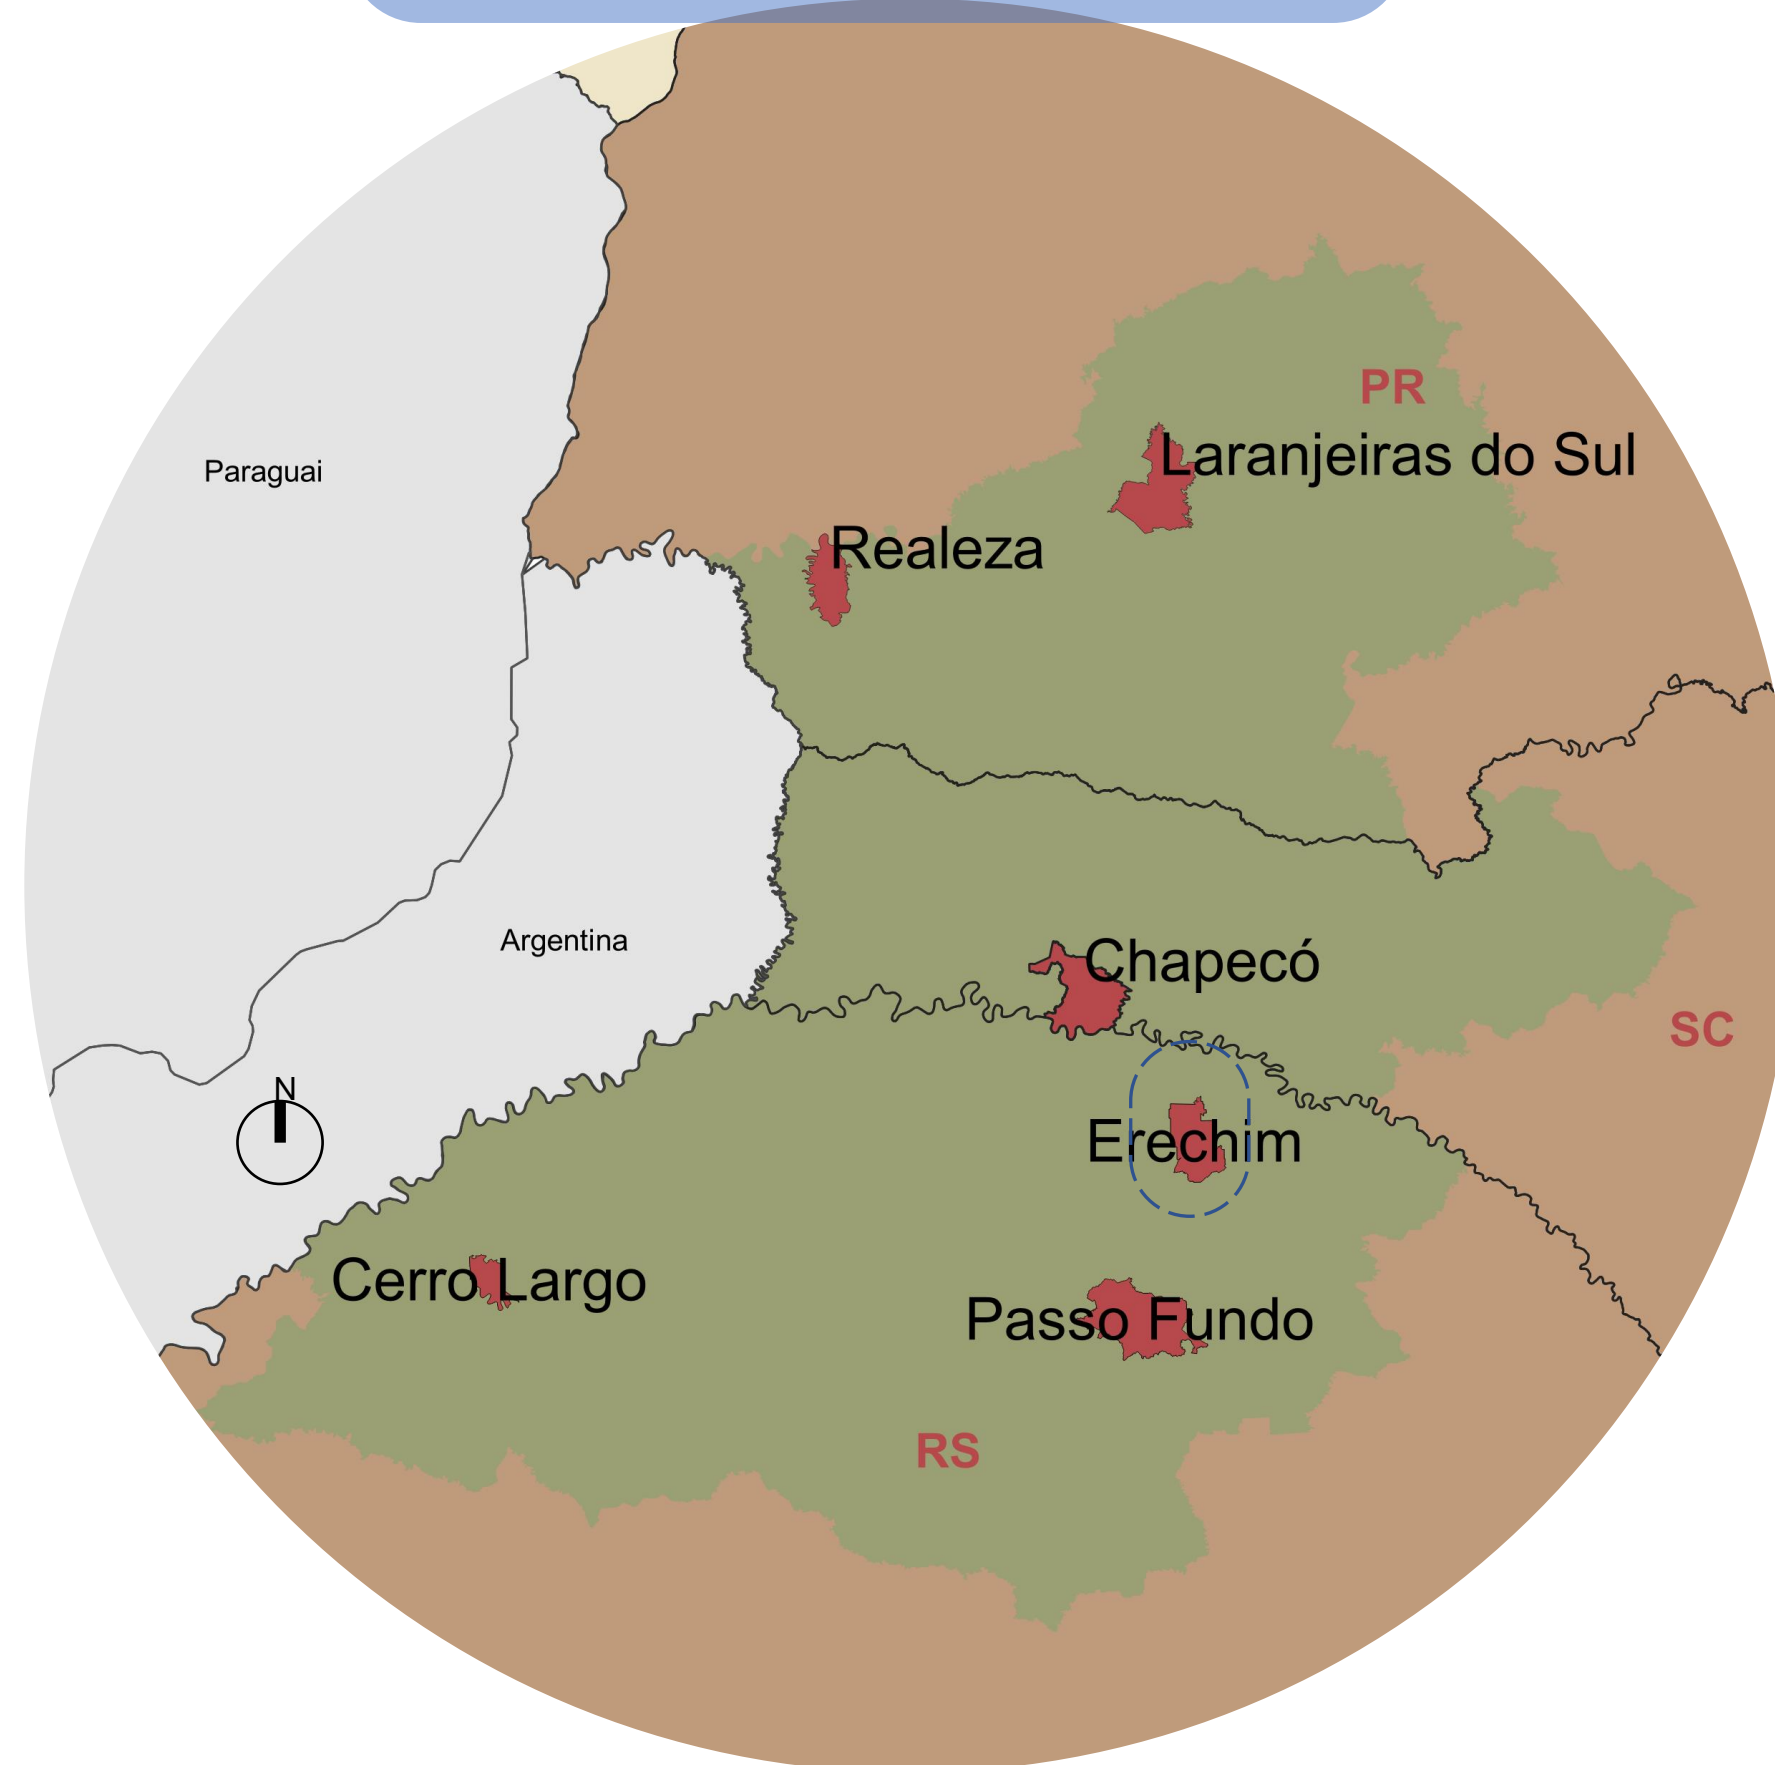 PR
Laranjeiras do Sul
Paraguai
Realeza
Argentina
Chapecó
SC
N
Erechim
Cerro Largo
Passo Fundo
RS